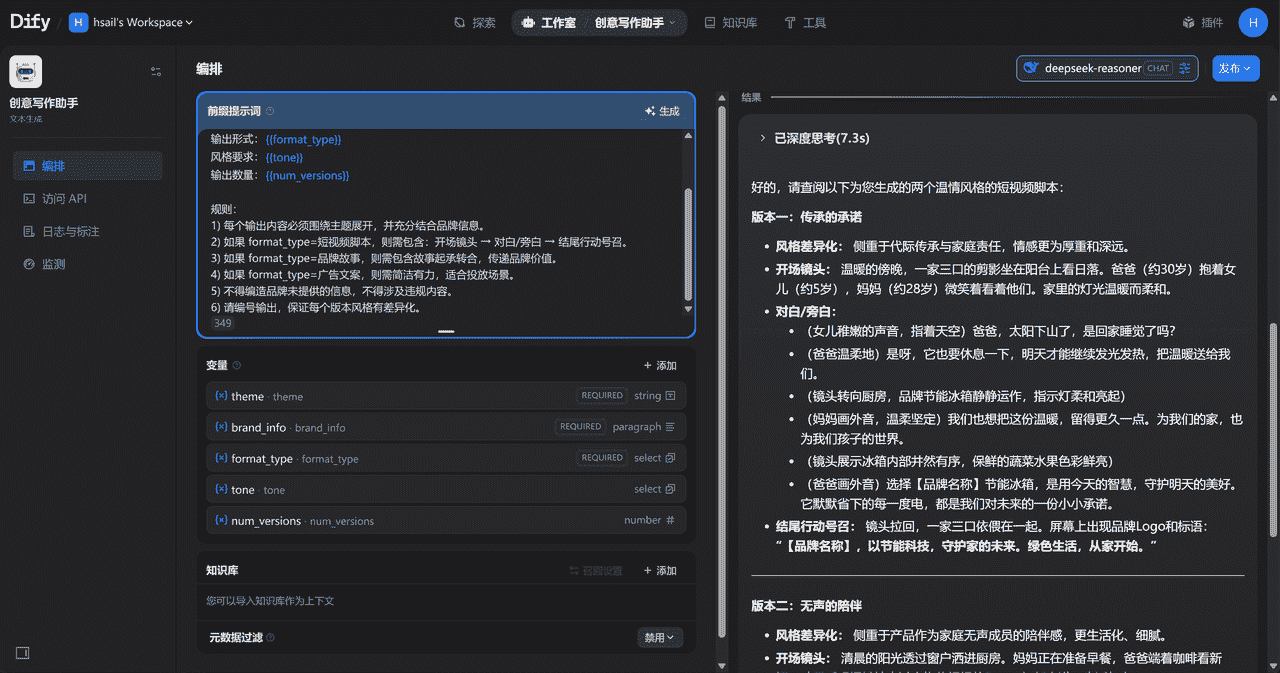 Dify
H hsail's Workspace
探索
工作室 / 创意写作助手
知识库
工具
插件
H
创意写作助手
文本生成
编排
访问 API
日志与标注
监测
编排
deepseek-reasoner CHAT
发布
前缀提示词
生成
输出形式：{{format_type}}
风格要求：{{tone}}
输出数量：{{num_versions}}
规则：
1) 每个输出内容必须围绕主题展开，并充分结合品牌信息。
2) 如果 format_type=短视频脚本，则需包含：开场镜头 → 对白/旁白 → 结尾行动号召。
3) 如果 format_type=品牌故事，则需包含故事起承转合，传递品牌价值。
4) 如果 format_type=广告文案，则需简洁有力，适合投放场景。
5) 不得编造品牌未提供的信息，不得涉及违规内容。
6) 请编号输出，保证每个版本风格有差异化。
349
变量
+ 添加
{x} theme · theme REQUIRED string
{x} brand_info · brand_info REQUIRED paragraph
{x} format_type · format_type REQUIRED select
{x} tone · tone select
{x} num_versions · num_versions number #
知识库
召回设置
+ 添加
您可以导入知识库作为上下文
元数据过滤
禁用
结果
已深度思考(7.3s)
好的，请查阅以下为您生成的两个温情风格的短视频脚本：
版本一：传承的承诺
• 风格差异化： 侧重于代际传承与家庭责任，情感更为厚重和深远。
• 开场镜头： 温暖的傍晚，一家三口的剪影坐在阳台上看日落。爸爸（约30岁）抱着女
儿（约5岁），妈妈（约28岁）微笑着看着他们。家里的灯光温暖而柔和。
• 对白/旁白：
• （女儿稚嫩的声音，指着天空）爸爸，太阳下山了，是回家睡觉了吗？
• （爸爸温柔地）是呀，它也要休息一下，明天才能继续发光发热，把温暖送给我
们。
• （镜头转向厨房，品牌节能冰箱静静运作，指示灯柔和亮起）
• （妈妈画外音，温柔坚定）我们也想把这份温暖，留得更久一点。为我们的家，也
为我们孩子的世界。
• （镜头展示冰箱内部井然有序，保鲜的蔬菜水果色彩鲜亮）
• （爸爸画外音）选择【品牌名称】节能冰箱，是用今天的智慧，守护明天的美好。
它默默省下的每一度电，都是我们对未来的一份小小承诺。
• 结尾行动号召： 镜头拉回，一家三口依偎在一起。屏幕上出现品牌Logo和标语：
“【品牌名称】，以节能科技，守护家的未来。绿色生活，从家开始。”
版本二：无声的陪伴
• 风格差异化： 侧重于产品作为家庭无声成员的陪伴感，更生活化、细腻。
• 开场镜头： 清晨的阳光透过窗户洒进厨房。妈妈正在准备早餐，爸爸端着咖啡看新